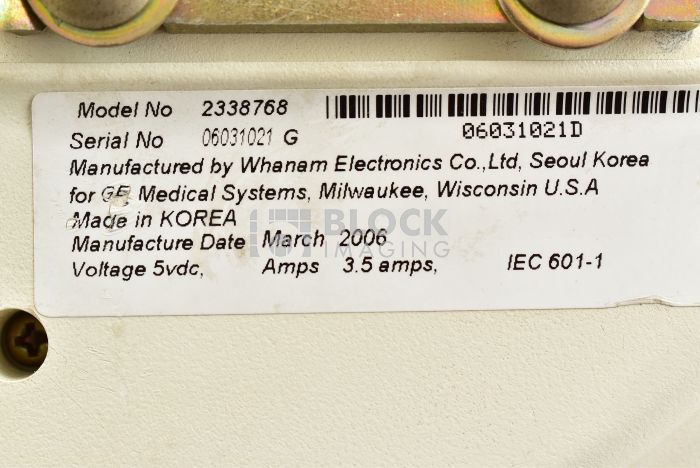 Model No 2338768
Serial No 06031021 G
06031021D
Manufactured by Whanam Electronics Co.,Ltd, Seoul Korea
for GE Medical Systems, Milwaukee, Wisconsin U.S.A
Made in KOREA
BLOCK
IMAGING
Manufacture Date March 2006
Voltage 5vdc, Amps 3.5 amps, IEC 601-1